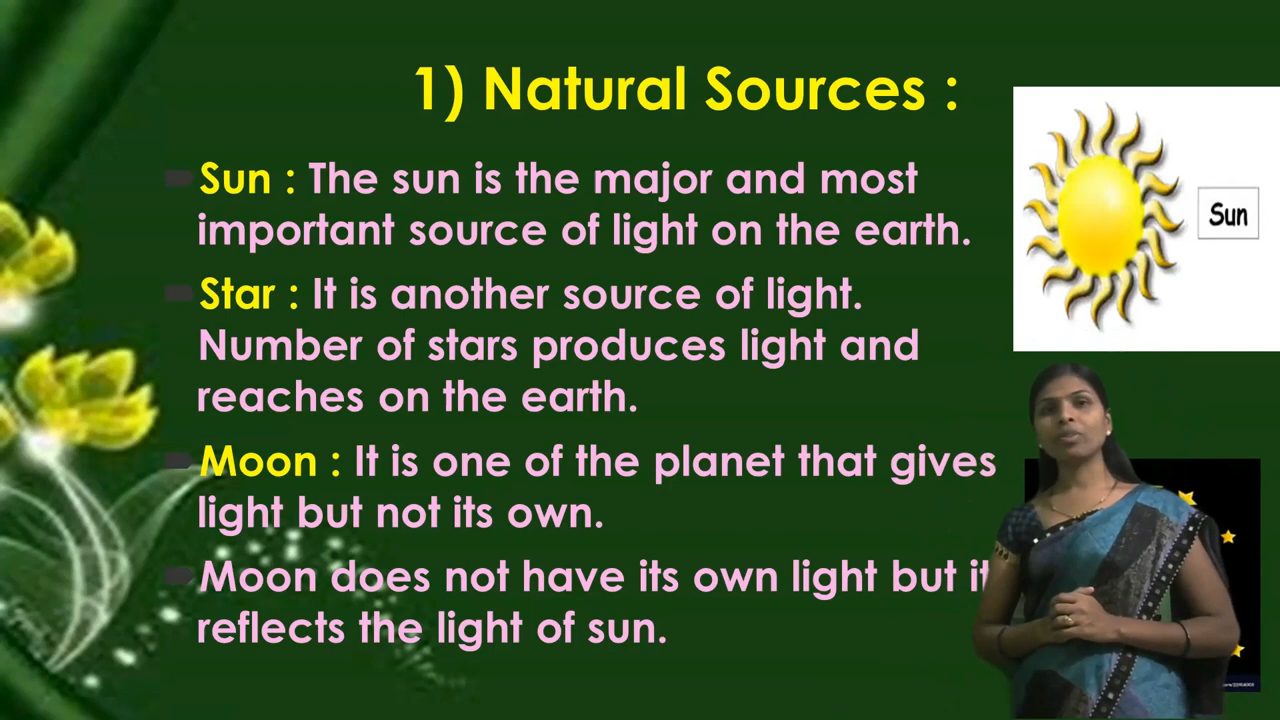 1) Natural Sources :
Sun : The sun is the major and most
important source of light on the earth.
Sun
Star : It is another source of light.
Number of stars produces light and
reaches on the earth.
Moon : It is one of the planet that gives
light but not its own.
Moon does not have its own light but it
reflects the light of sun.